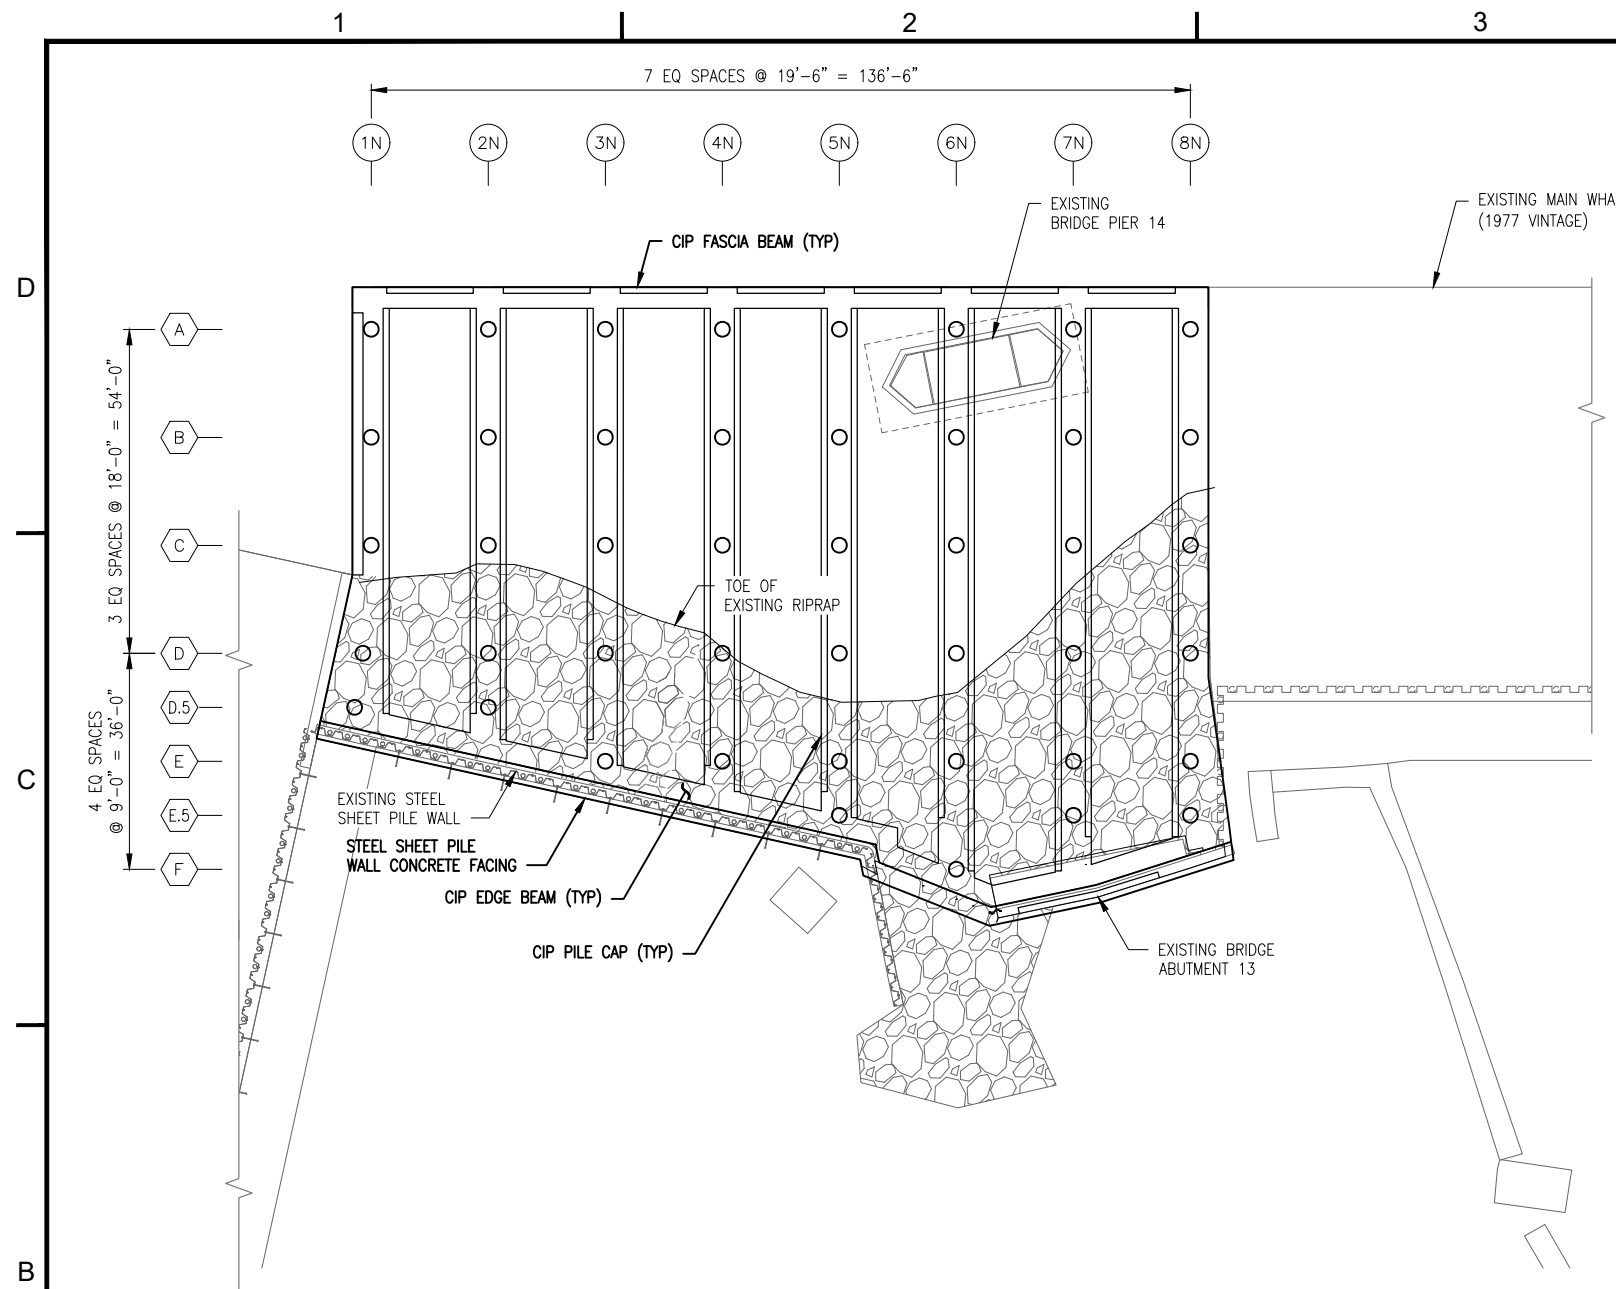 1
2
3
7 EQ SPACES @ 19'-6" = 136'-6"
1N
2N
3N
4N
5N
6N
7N
8N
EXISTING
BRIDGE PIER 14
EXISTING MAIN WHA
(1977 VINTAGE)
CIP FASCIA BEAM (TYP)
D
A
B
C
D
D.5
E
E.5
F
3 EQ SPACES @ 18'-0" = 54'-0"
4 EQ SPACES
@ 9'-0" = 36'-0"
TOE OF
EXISTING RIPRAP
C
EXISTING STEEL
SHEET PILE WALL
STEEL SHEET PILE
WALL CONCRETE FACING
CIP EDGE BEAM (TYP)
CIP PILE CAP (TYP)
EXISTING BRIDGE
ABUTMENT 13
B